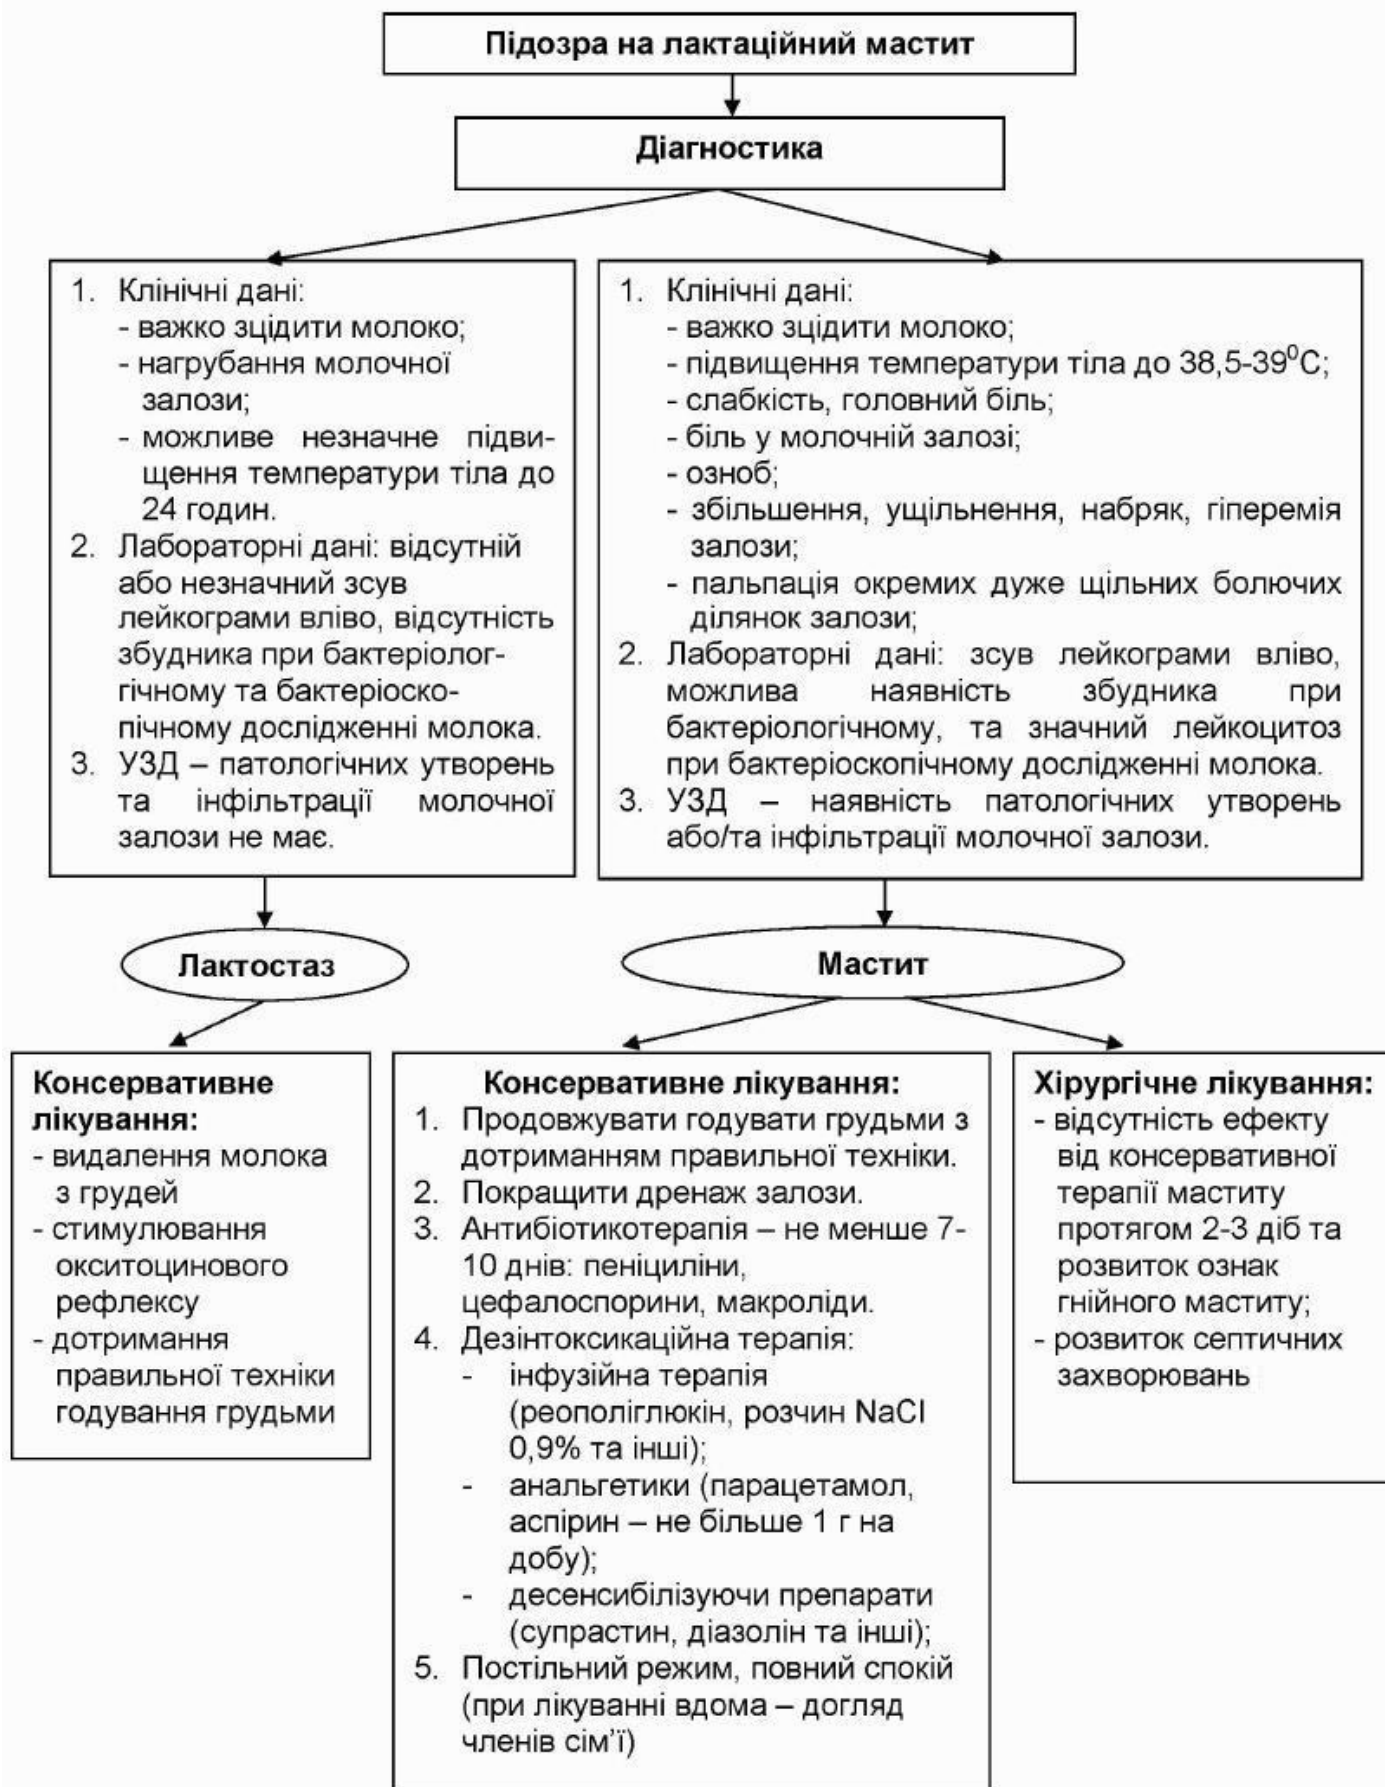 Підозра на лактаційний мастит
Діагностика
1. Клінічні дані:
- важко зцідити молоко;
- нагрубання молочної
залози;
- можливе незначне підви-
щення температури тіла до
24 годин.
2. Лабораторні дані: відсутній
або незначний зсув
лейкограми вліво, відсутність
збудника при бактеріолог-
гічному та бактеріоско-
пічному дослідженні молока.
3. УЗД – патологічних утворень
та інфільтрації молочної
залози не має.
1. Клінічні дані:
- важко зцідити молоко;
- підвищення температури тіла до 38,5-39⁰С;
- слабкість, головний біль;
- біль у молочній залозі;
- озноб;
- збільшення, ущільнення, набряк, гіперемія
залози;
- пальпація окремих дуже щільних болючих
ділянок залози;
2. Лабораторні дані: зсув лейкограми вліво,
можлива наявність збудника при
бактеріологічному, та значний лейкоцитоз
при бактеріоскопічному дослідженні молока.
3. УЗД – наявність патологічних утворень
або/та інфільтрації молочної залози.
Лактостаз
Мастит
Консервативне
лікування:
- видалення молока
з грудей
- стимулювання
окситоцинового
рефлексу
- дотримання
правильної техніки
годування грудьми
Консервативне лікування:
1. Продовжувати годувати грудьми з
дотриманням правильної техніки.
2. Покращити дренаж залози.
3. Антибіотикотерапія – не менше 7-
10 днів: пеніциліни,
цефалоспорини, макроліди.
4. Дезінтоксикаційна терапія:
- інфузійна терапія
(реополіглюкін, розчин NaCl
0,9% та інші);
- анальгетики (парацетамол,
аспірин – не більше 1 г на
добу);
- десенсибілізуючи препарати
(супрастин, діазолін та інші);
5. Постільний режим, повний спокій
(при лікуванні вдома – догляд
членів сім'ї)
Хірургічне лікування:
- відсутність ефекту
від консервативної
терапії маститу
протягом 2-3 діб та
розвиток ознак
гнійного маститу;
- розвиток септичних
захворювань